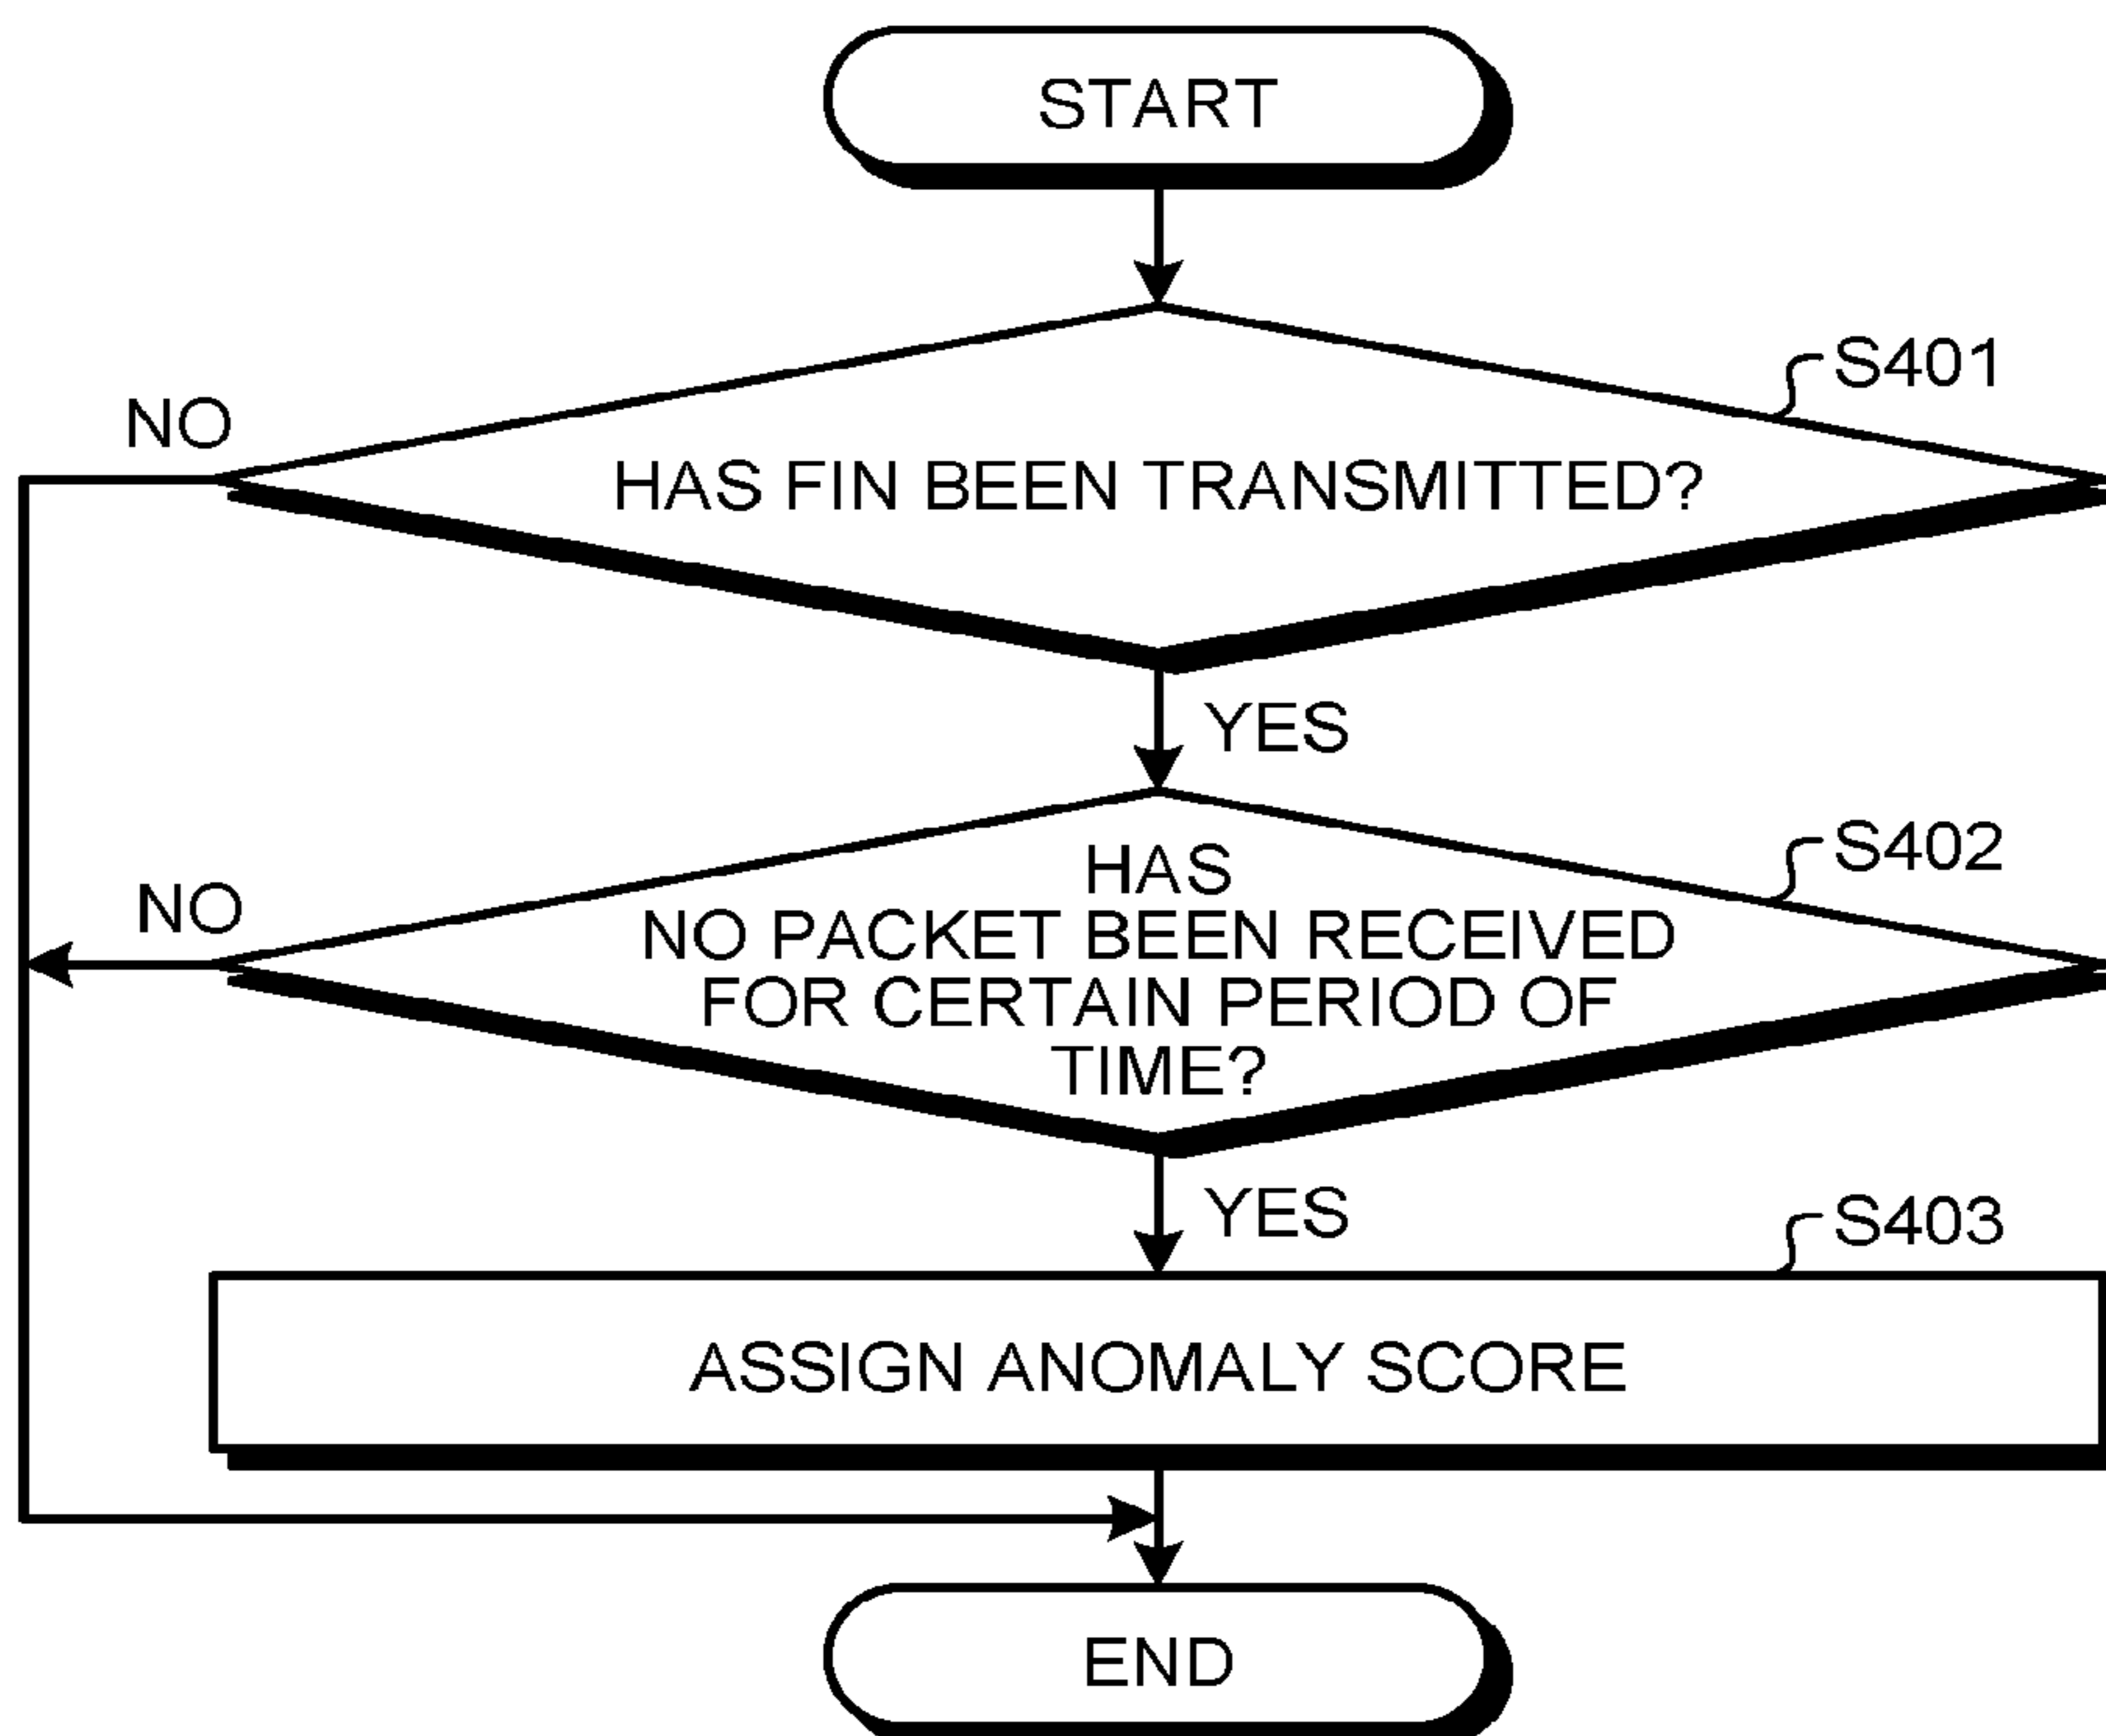 START
S401
NO
HAS FIN BEEN TRANSMITTED?
YES
S402
HAS
NO
NO PACKET BEEN RECEIVED
FOR CERTAIN PERIOD OF
TIME?
YES
S403
ASSIGN ANOMALY SCORE
END